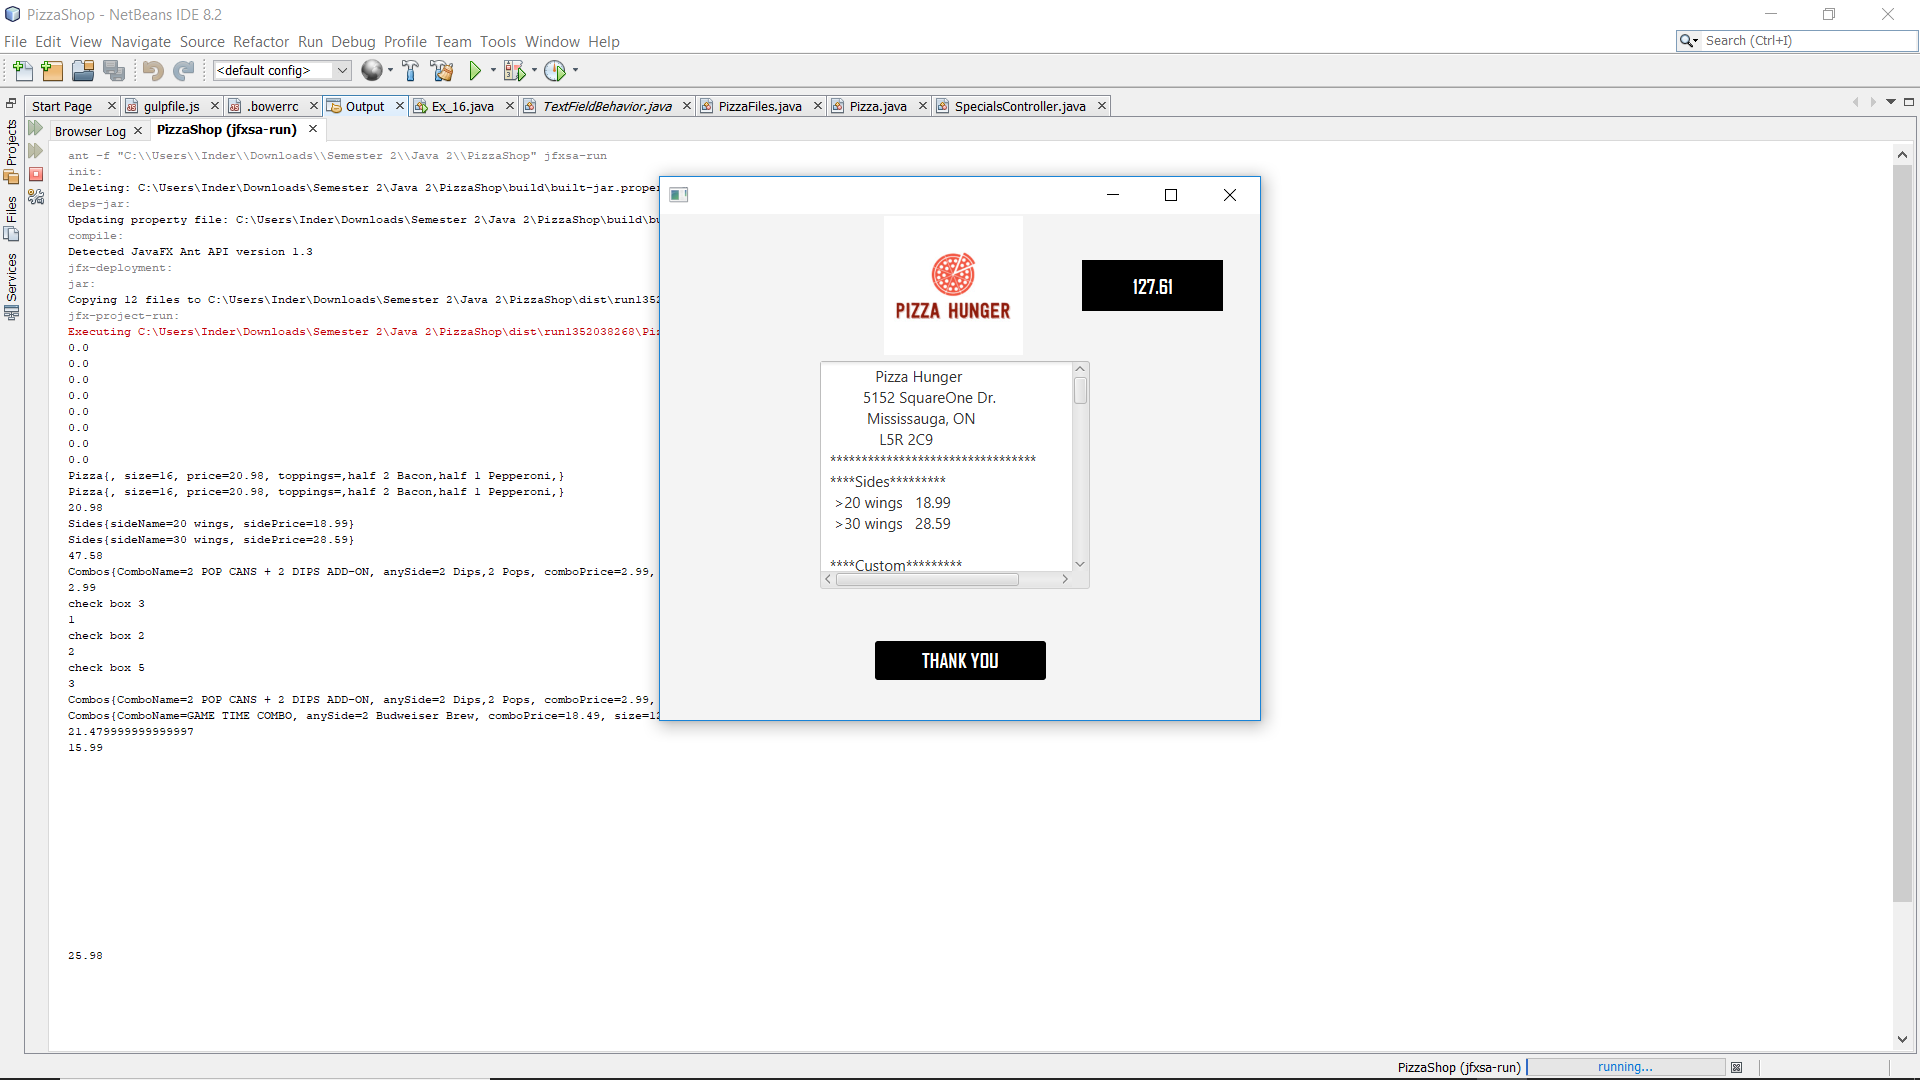 PizzaShop - NetBeans IDE 8.2
File Edit View Navigate Source Refactor Run Debug Profile Team Tools Window Help
Search (Ctrl+I)
<default config>
Start Page
gulpfile.js
.bowerrc
Output
Ex_16.java
TextFieldBehavior.java
PizzaFiles.java
Pizza.java
SpecialsController.java
Projects
Files
Services
Browser Log
PizzaShop (jfxsa-run)
ant -f "C:\\Users\\Inder\\Downloads\\Semester 2\\Java 2\\PizzaShop" jfxsa-run
init:
Deleting: C:\Users\Inder\Downloads\Semester 2\Java 2\PizzaShop\build\built-jar.proper
deps-jar:
Updating property file: C:\Users\Inder\Downloads\Semester 2\Java 2\PizzaShop\build\bu
compile:
Detected JavaFX Ant API version 1.3
jfx-deployment:
jar:
Copying 12 files to C:\Users\Inder\Downloads\Semester 2\Java 2\PizzaShop\dist\run1352
jfx-project-run:
Executing C:\Users\Inder\Downloads\Semester 2\Java 2\PizzaShop\dist\run1352038268\Piz
0.0
0.0
0.0
0.0
0.0
0.0
0.0
0.0
Pizza{, size=16, price=20.98, toppings=,half 2 Bacon,half 1 Pepperoni,}
Pizza{, size=16, price=20.98, toppings=,half 2 Bacon,half 1 Pepperoni,}
20.98
Sides{sideName=20 wings, sidePrice=18.99}
Sides{sideName=30 wings, sidePrice=28.59}
47.58
Combos{ComboName=2 POP CANS + 2 DIPS ADD-ON, anySide=2 Dips,2 Pops, comboPrice=2.99,
2.99
check box 3
1
check box 2
2
check box 5
3
Combos{ComboName=2 POP CANS + 2 DIPS ADD-ON, anySide=2 Dips,2 Pops, comboPrice=2.99,
Combos{ComboName=GAME TIME COMBO, anySide=2 Budweiser Brew, comboPrice=18.49, size=12
21.479999999999997
15.99
25.98
PIZZA HUNGER
127.61
Pizza Hunger
5152 SquareOne Dr.
Mississauga, ON
L5R 2C9
*********************************
****Sides*********
>20 wings 18.99
>30 wings 28.59
****Custom*********
THANK YOU
PizzaShop (jfxsa-run)
running...